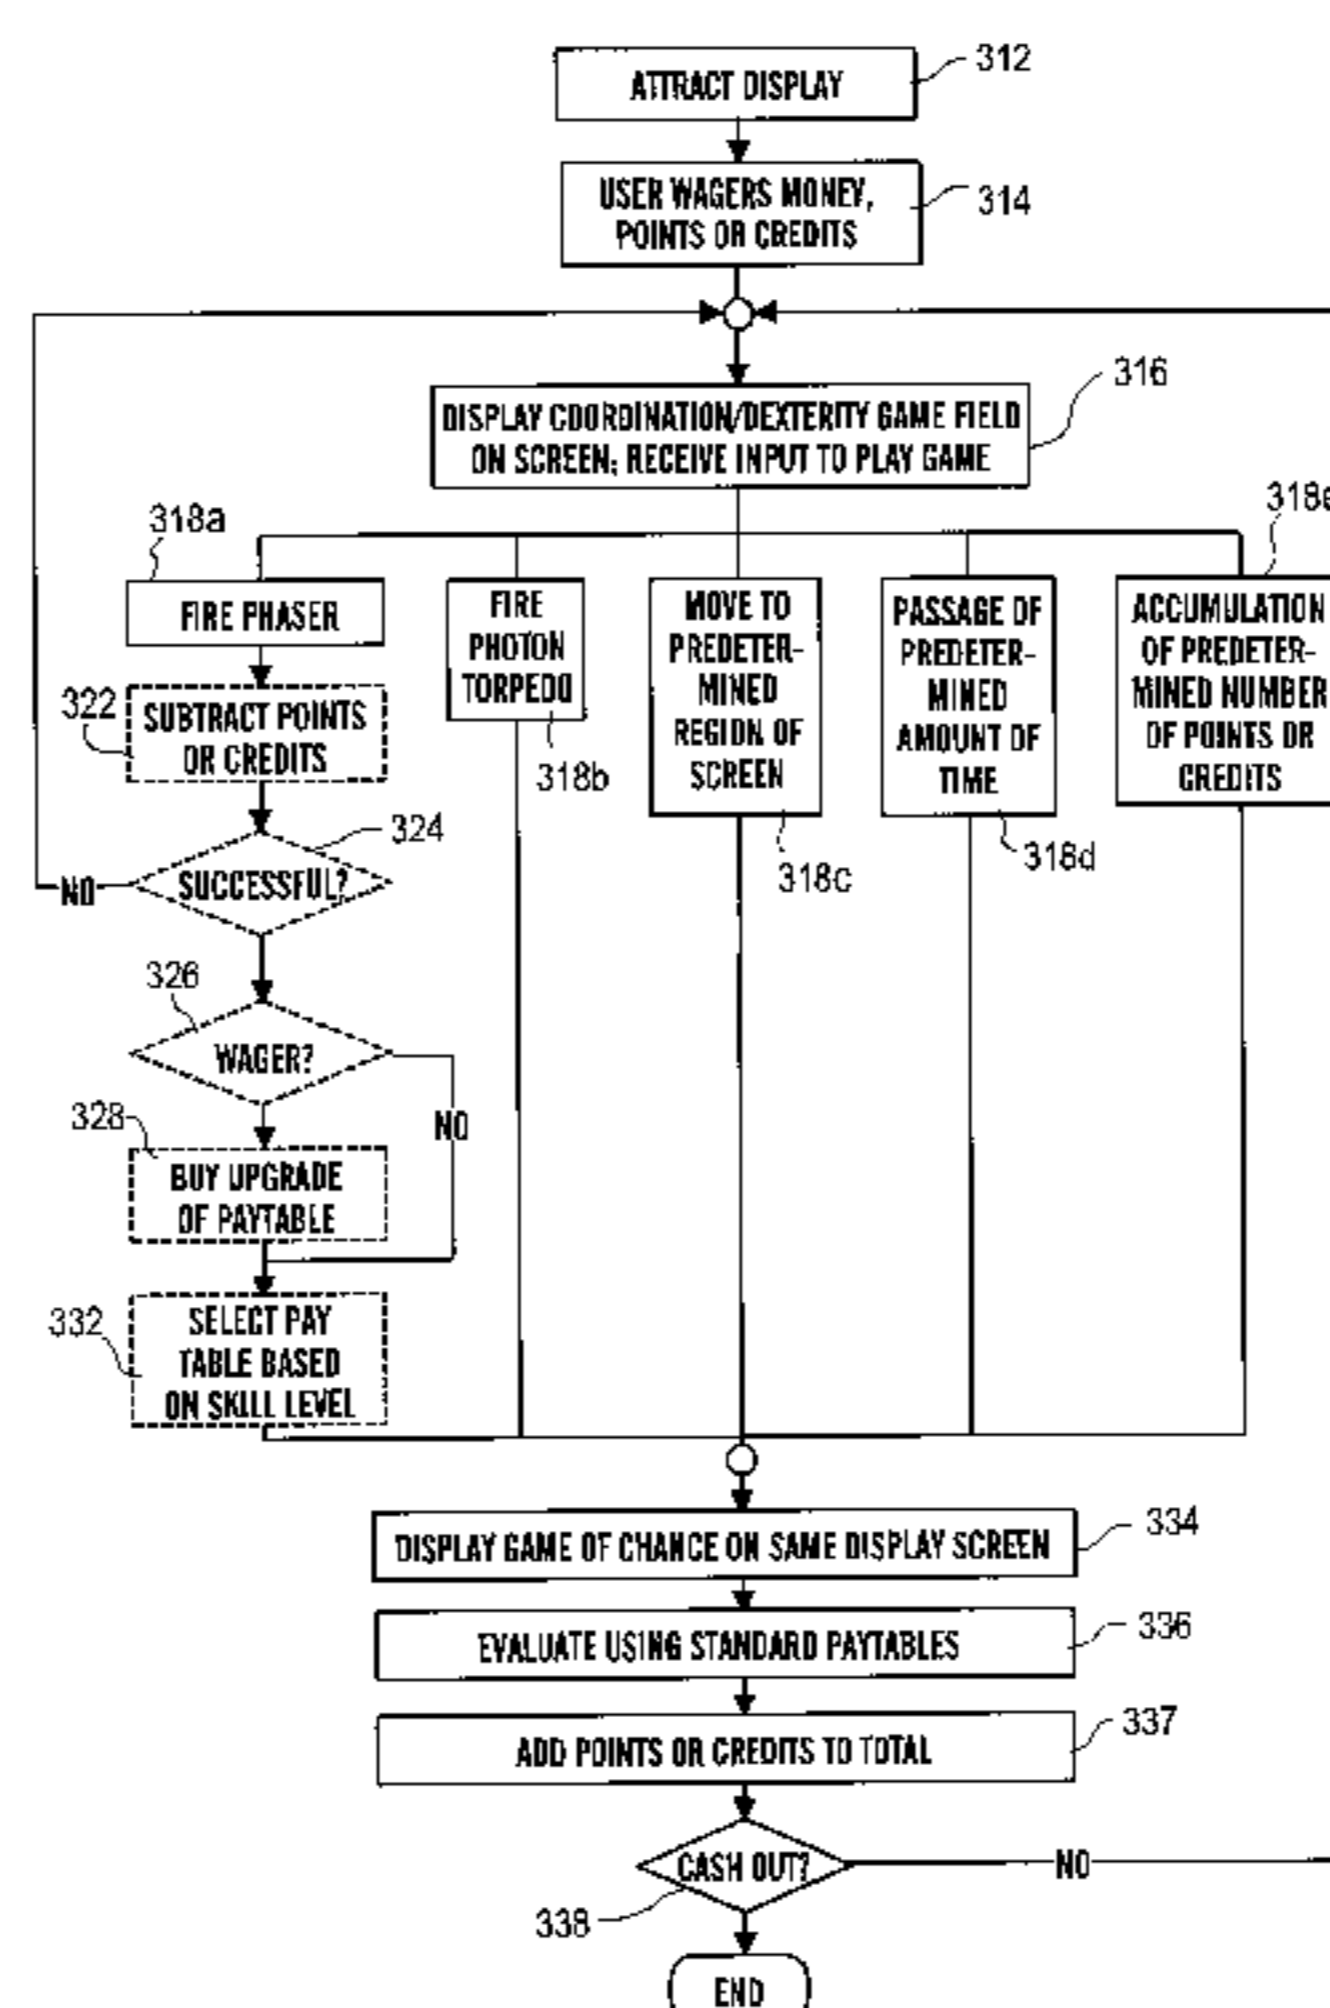 ATTRACT DISPLAY
312
USER WAGERS MONEY,
POINTS OR CREDITS
314
DISPLAY COORDINATION/DEXTERITY GAME FIELD
ON SCREEN; RECEIVE INPUT TO PLAY GAME
316
318a
FIRE PHASER
322
SUBTRACT POINTS
OR CREDITS
324
SUCCESSFUL?
NO
326
WAGER?
NO
328
BUY UPGRADE
OF PAYTABLE
332
SELECT PAY
TABLE BASED
ON SKILL LEVEL
FIRE
PHOTON
TORPEDO
318b
MOVE TO
PREDETER-
MINED
REGION OF
SCREEN
318c
PASSAGE OF
PREDETER-
MINED
AMOUNT OF
TIME
318d
318e
ACCUMULATION
OF PREDETER-
MINED NUMBER
OF POINTS OR
CREDITS
DISPLAY GAME OF CHANCE ON SAME DISPLAY SCREEN
334
EVALUATE USING STANDARD PAYTABLES
336
ADD POINTS OR CREDITS TO TOTAL
337
CASH OUT?
NO
338
END